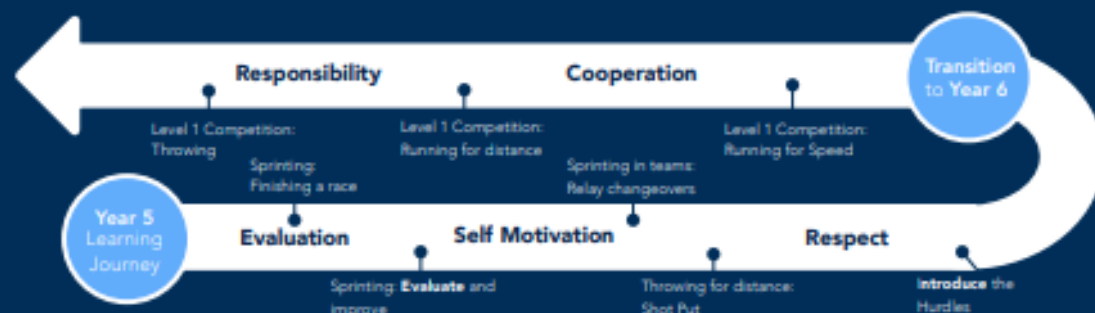 Responsibility
Cooperation
Transition
to Year 6
Level 1 Competition:
Throwing
Level 1 Competition:
Running for distance
Level 1 Competition:
Running for Speed
Sprinting:
Finishing a race
Sprinting in teams:
Relay changeovers
Year 5
Learning
Journey
Evaluation
Self Motivation
Respect
Sprinting: Evaluate and
improve
Throwing for distance:
Shot Put
Introduce the
Hurdles